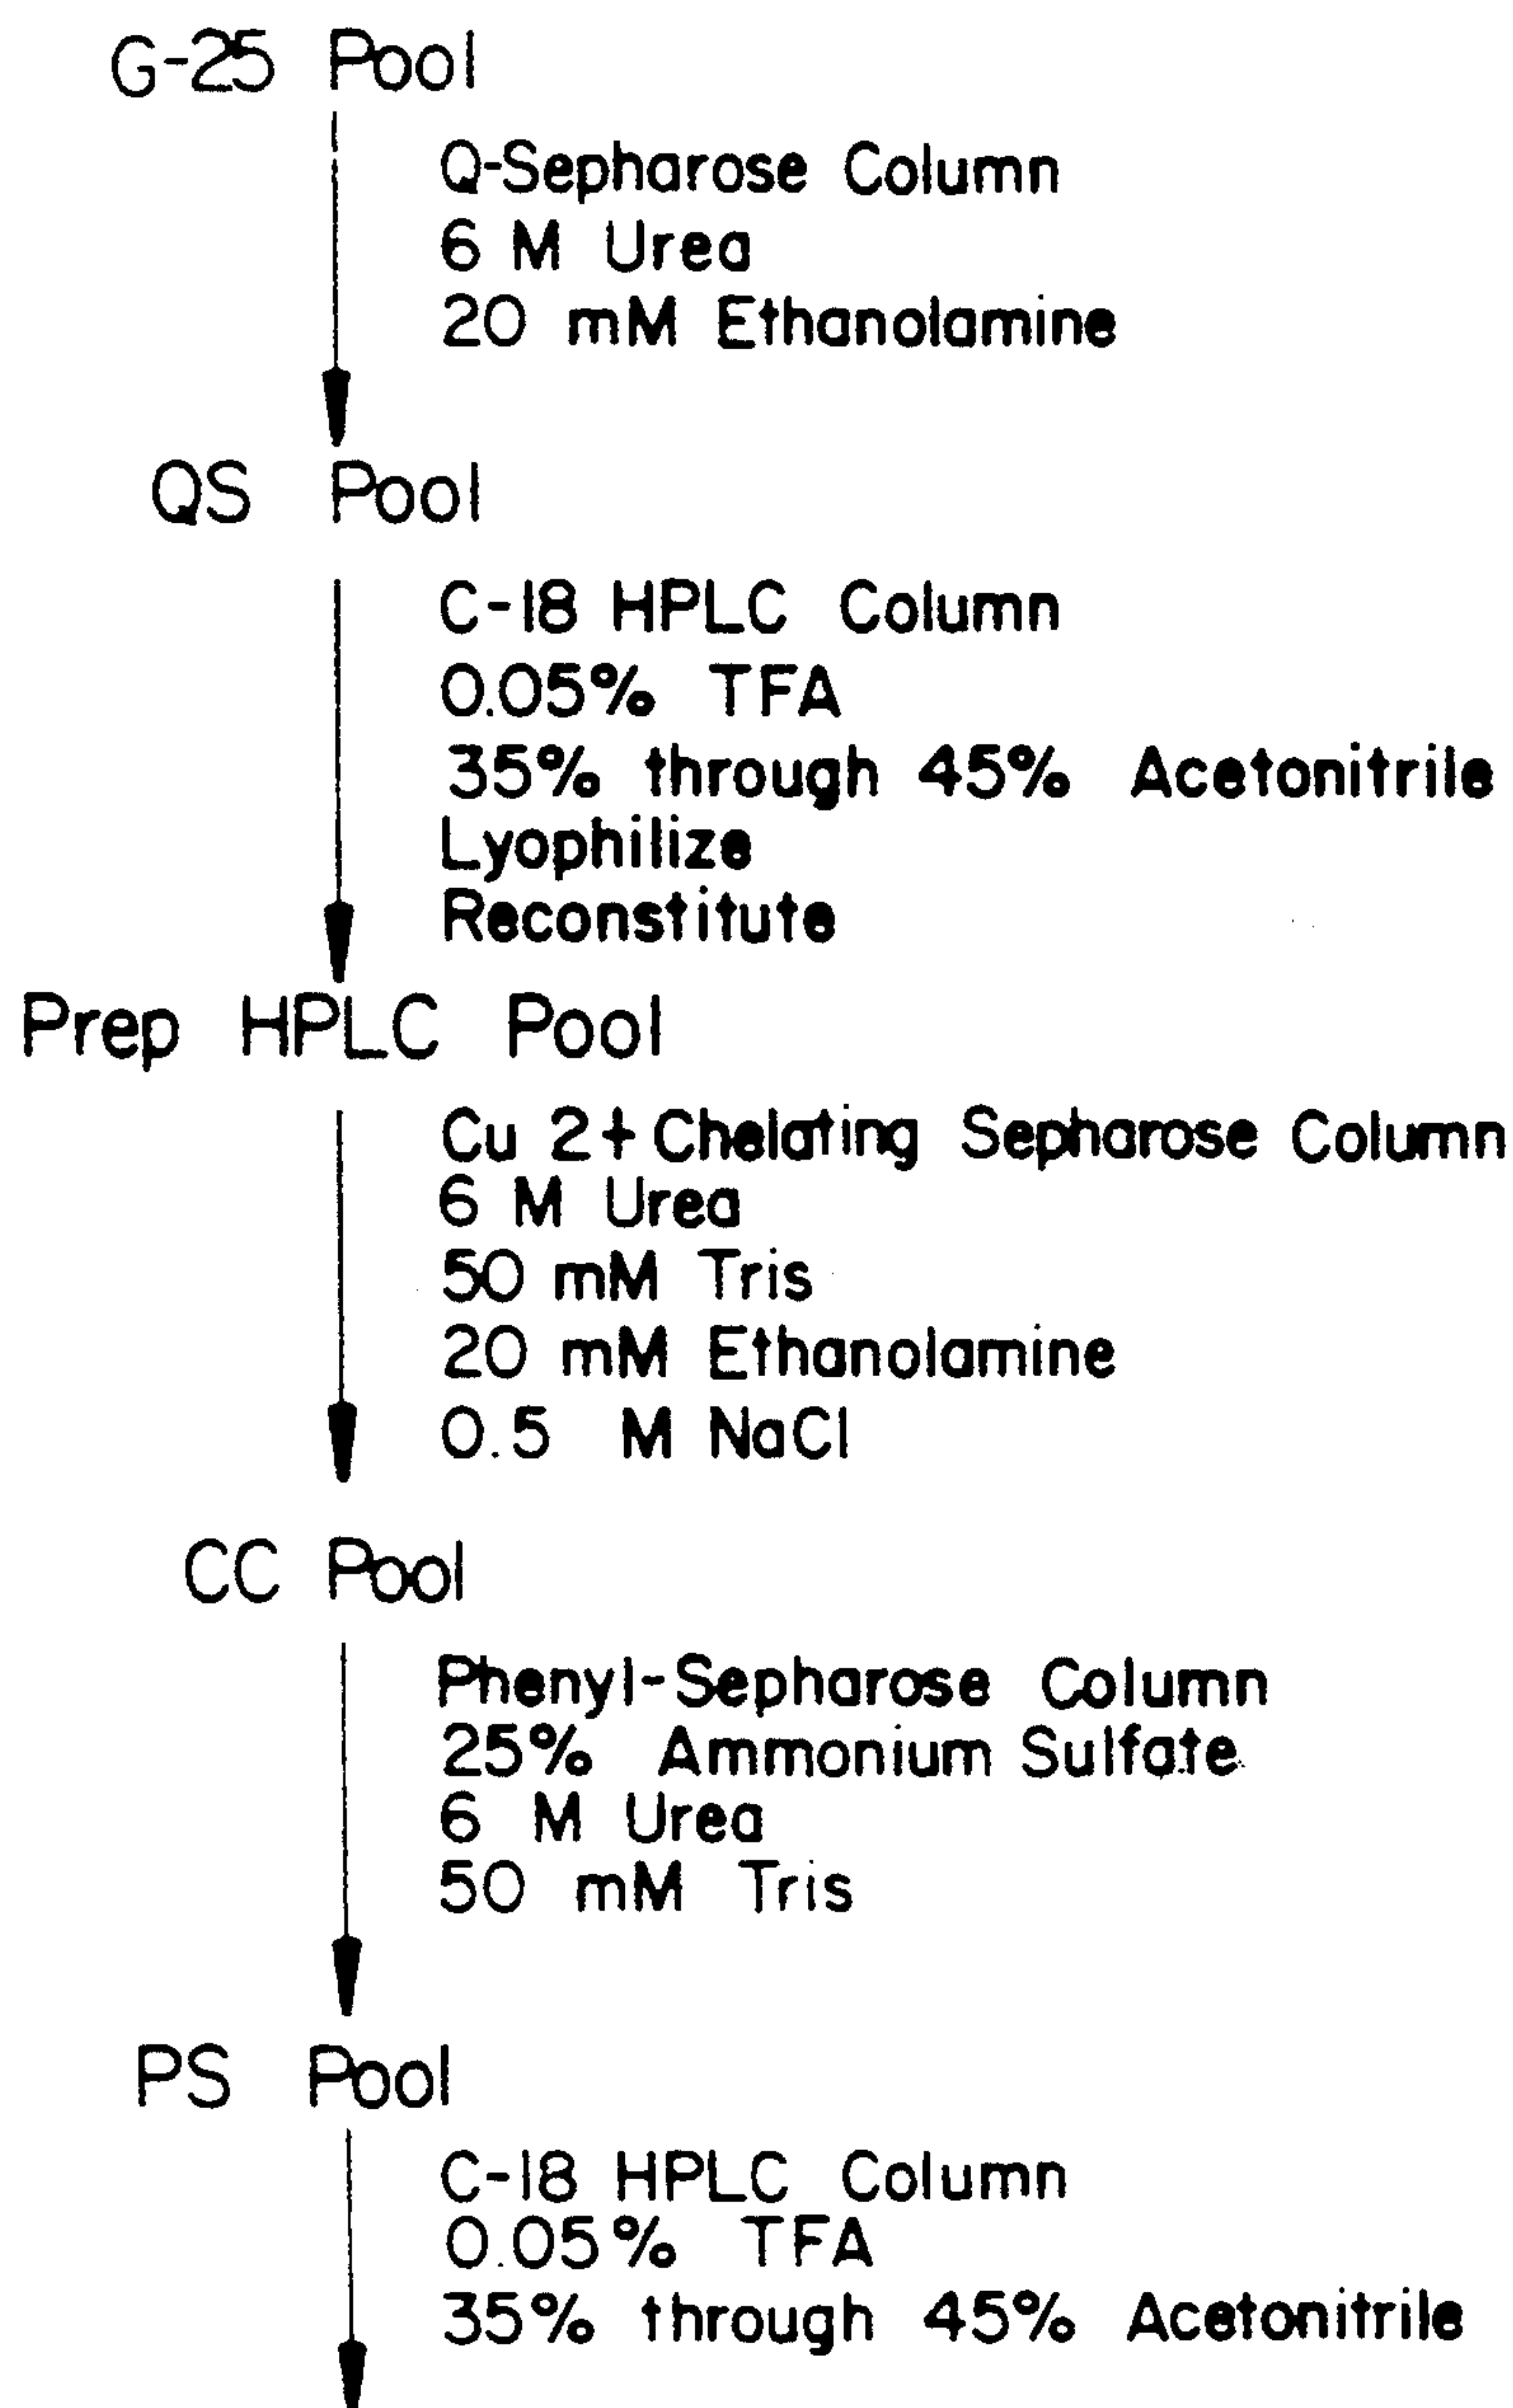 G-25 Pool
Q-Sepharose Column
6 M Urea
20 mM Ethanolamine
QS Pool
C-18 HPLC Column
0.05% TFA
35% through 45% Acetonitrile
Lyophilize
Reconstitute
Prep HPLC Pool
Cu 2+ Chelating Sepharose Column
6 M Urea
50 mM Tris
20 mM Ethanolamine
0.5 M NaCl
CC Pool
Phenyl-Sepharose Column
25% Ammonium Sulfate
6 M Urea
50 mM Tris
PS Pool
C-18 HPLC Column
0.05% TFA
35% through 45% Acetonitrile